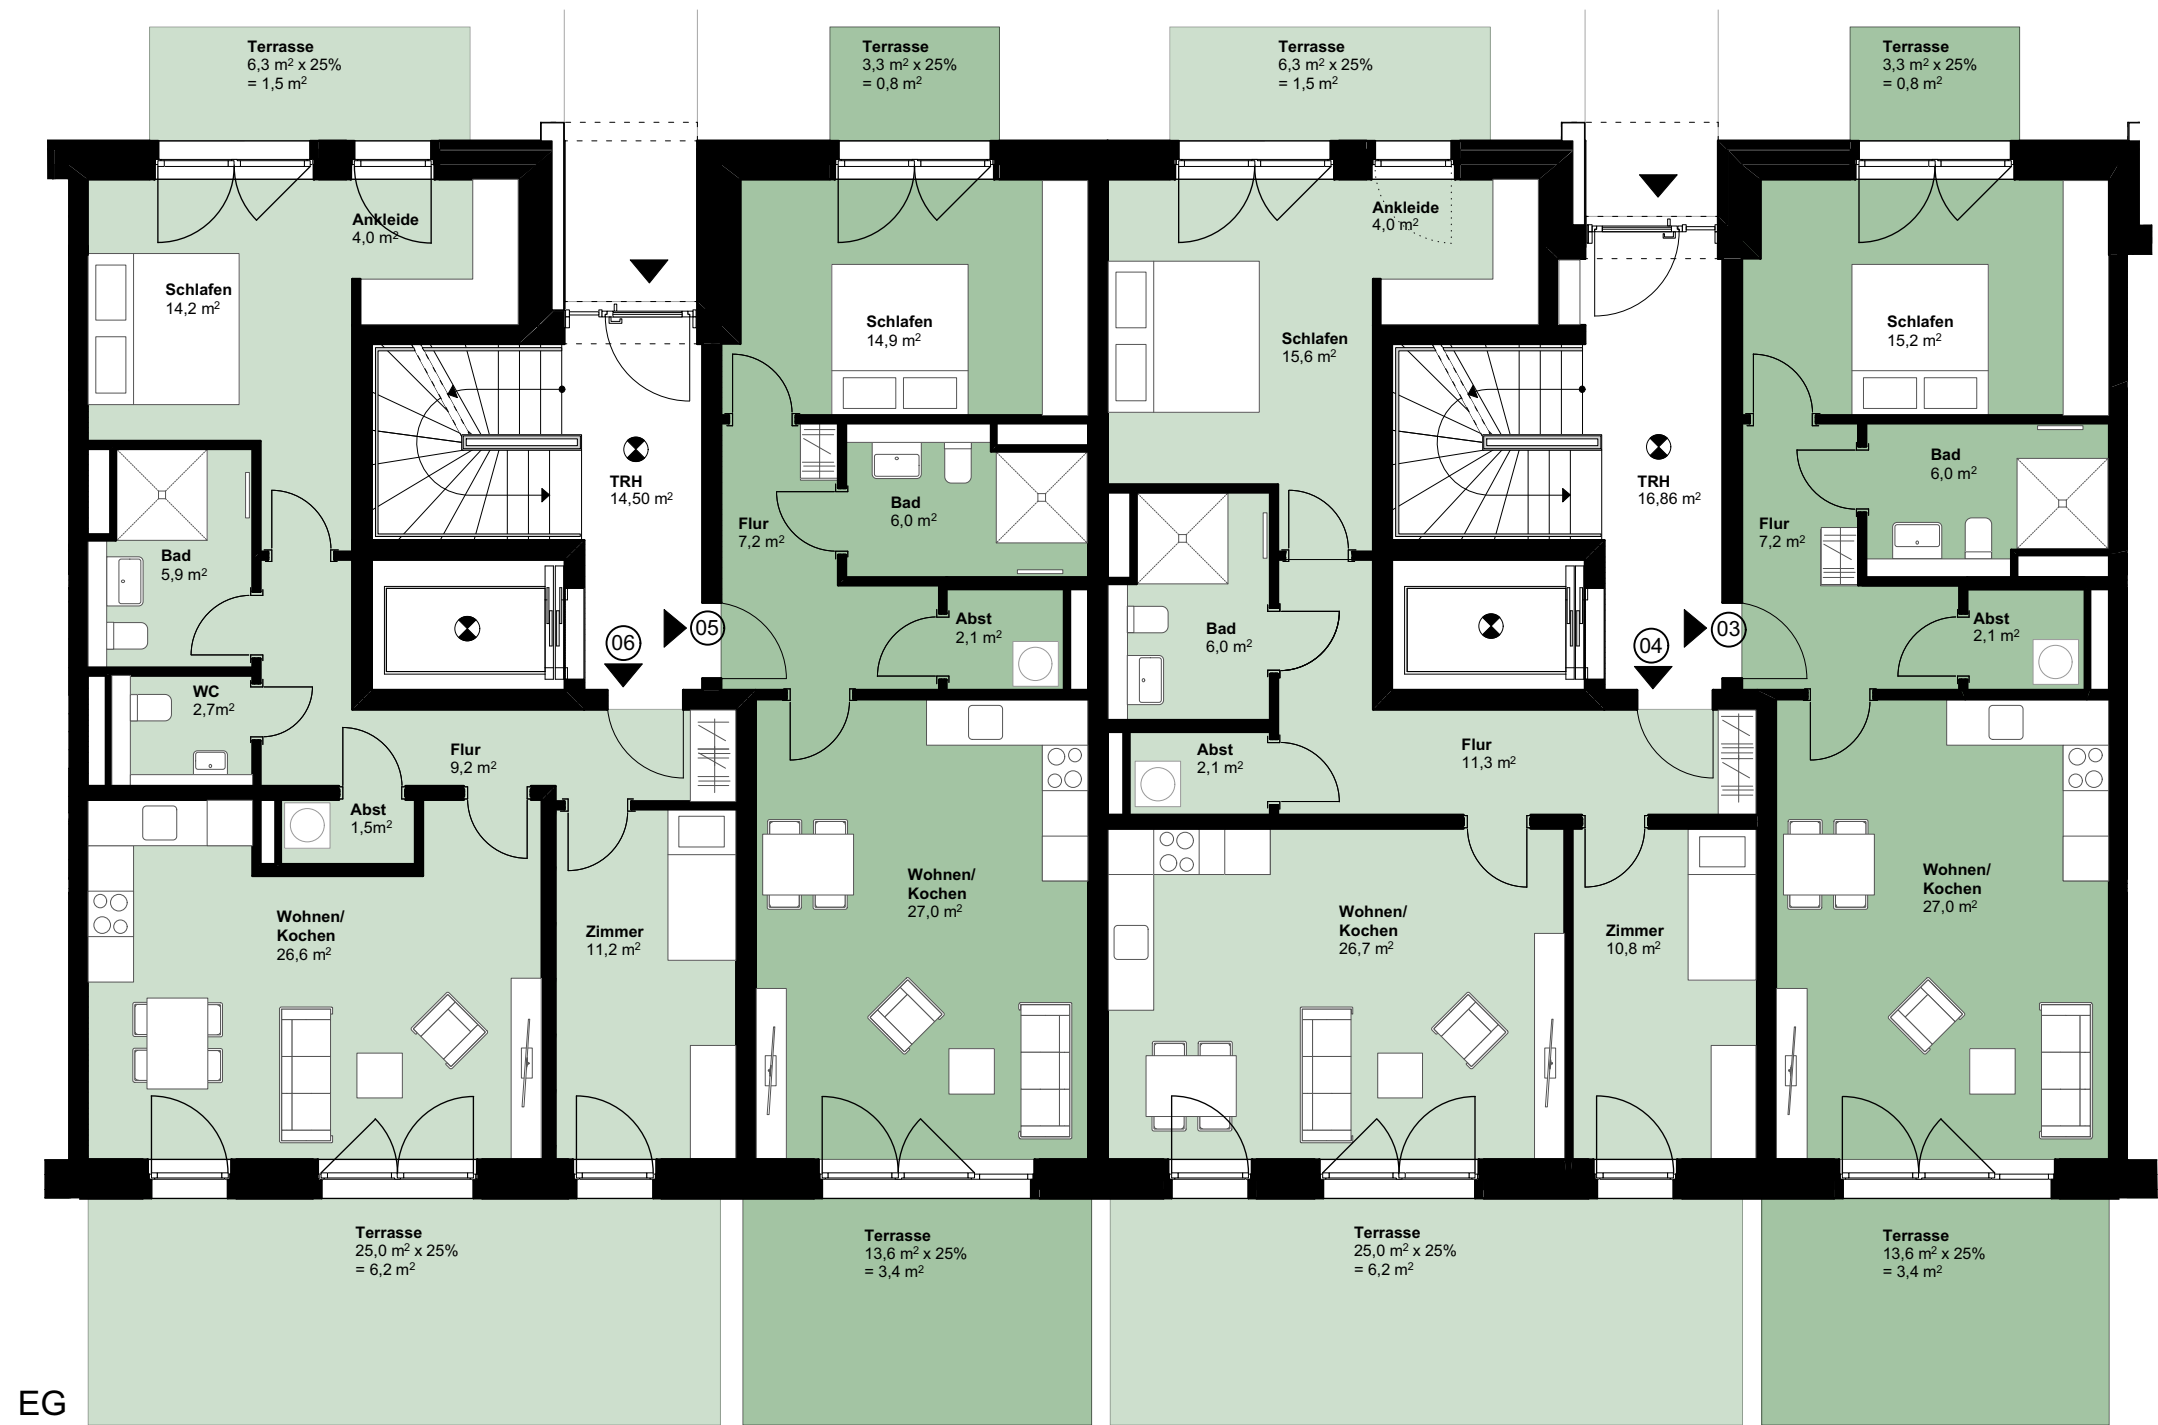 Terrasse
6,3 m² x 25%
= 1,5 m²
Terrasse
3,3 m² x 25%
= 0,8 m²
Terrasse
6,3 m² x 25%
= 1,5 m²
Terrasse
3,3 m² x 25%
= 0,8 m²
Ankleide
4,0 m²
Schlafen
14,2 m²
Schlafen
14,9 m²
Ankleide
4,0 m²
Schlafen
15,6 m²
Schlafen
15,2 m²
TRH
14,50 m²
Bad
6,0 m²
Flur
7,2 m²
TRH
16,86 m²
Bad
6,0 m²
Flur
7,2 m²
Bad
5,9 m²
Abst
2,1 m²
05
06
Bad
6,0 m²
Abst
2,1 m²
03
04
WC
2,7m²
Flur
9,2 m²
Abst
1,5m²
Abst
2,1 m²
Flur
11,3 m²
Wohnen/
Kochen
26,6 m²
Zimmer
11,2 m²
Wohnen/
Kochen
27,0 m²
Wohnen/
Kochen
26,7 m²
Zimmer
10,8 m²
Wohnen/
Kochen
27,0 m²
Terrasse
25,0 m² x 25%
= 6,2 m²
Terrasse
13,6 m² x 25%
= 3,4 m²
Terrasse
25,0 m² x 25%
= 6,2 m²
Terrasse
13,6 m² x 25%
= 3,4 m²
EG